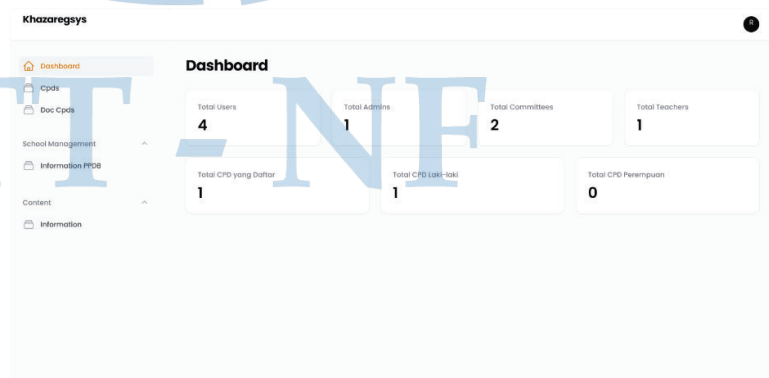 Khazaregsys
R
Dashboard
Cpds
Doc Cpds
School Management
Information PPDB
Content
Information
Dashboard
Total Users
4
Total Admins
1
Total Committees
2
Total Teachers
1
Total CPD yang Daftar
1
Total CPD Laki-laki
1
Total CPD Perempuan
0
TT - NF